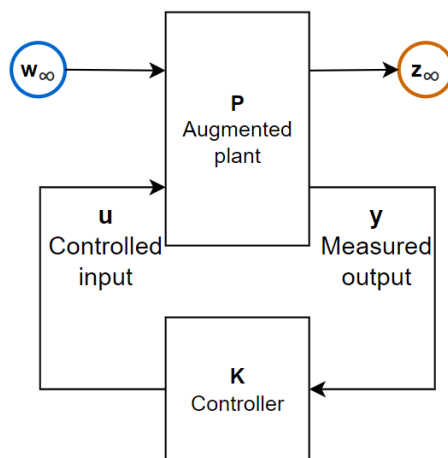 w∞
z∞
P
Augmented
plant
u
Controlled
input
y
Measured
output
K
Controller